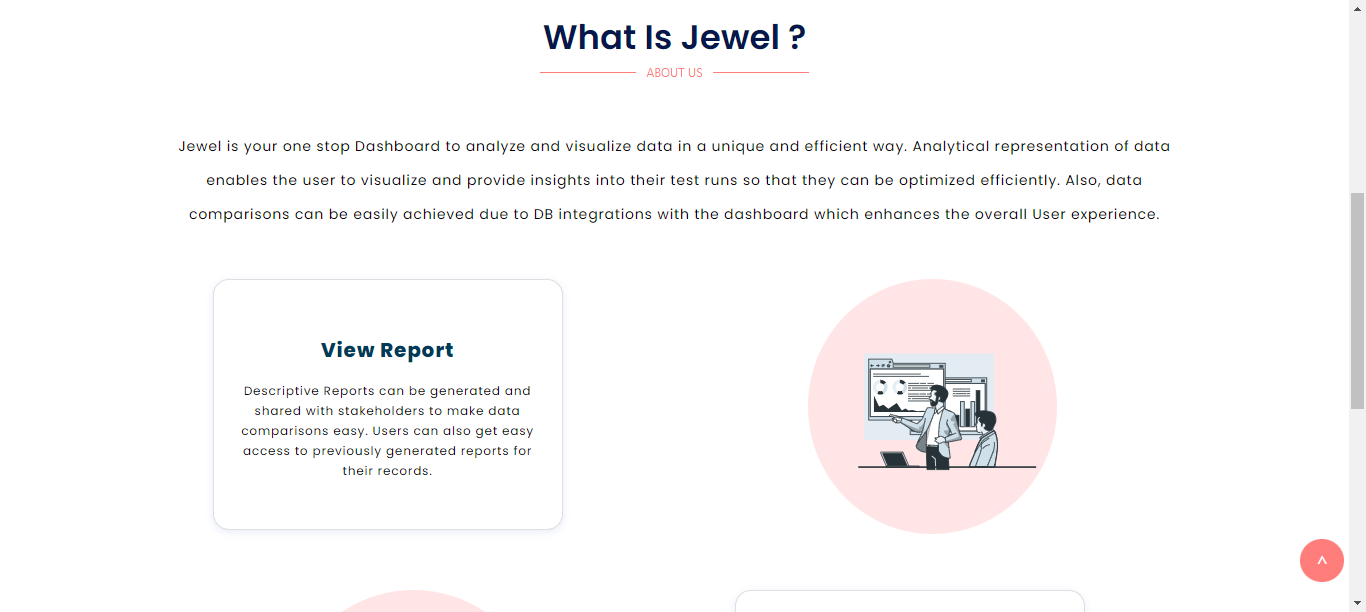 What Is Jewel ?
ABOUT US
Jewel is your one stop Dashboard to analyze and visualize data in a unique and efficient way. Analytical representation of data
enables the user to visualize and provide insights into their test runs so that they can be optimized efficiently. Also, data
comparisons can be easily achieved due to DB integrations with the dashboard which enhances the overall User experience.
View Report
Descriptive Reports can be generated and
shared with stakeholders to make data
comparisons easy. Users can also get easy
access to previously generated reports for
their records.